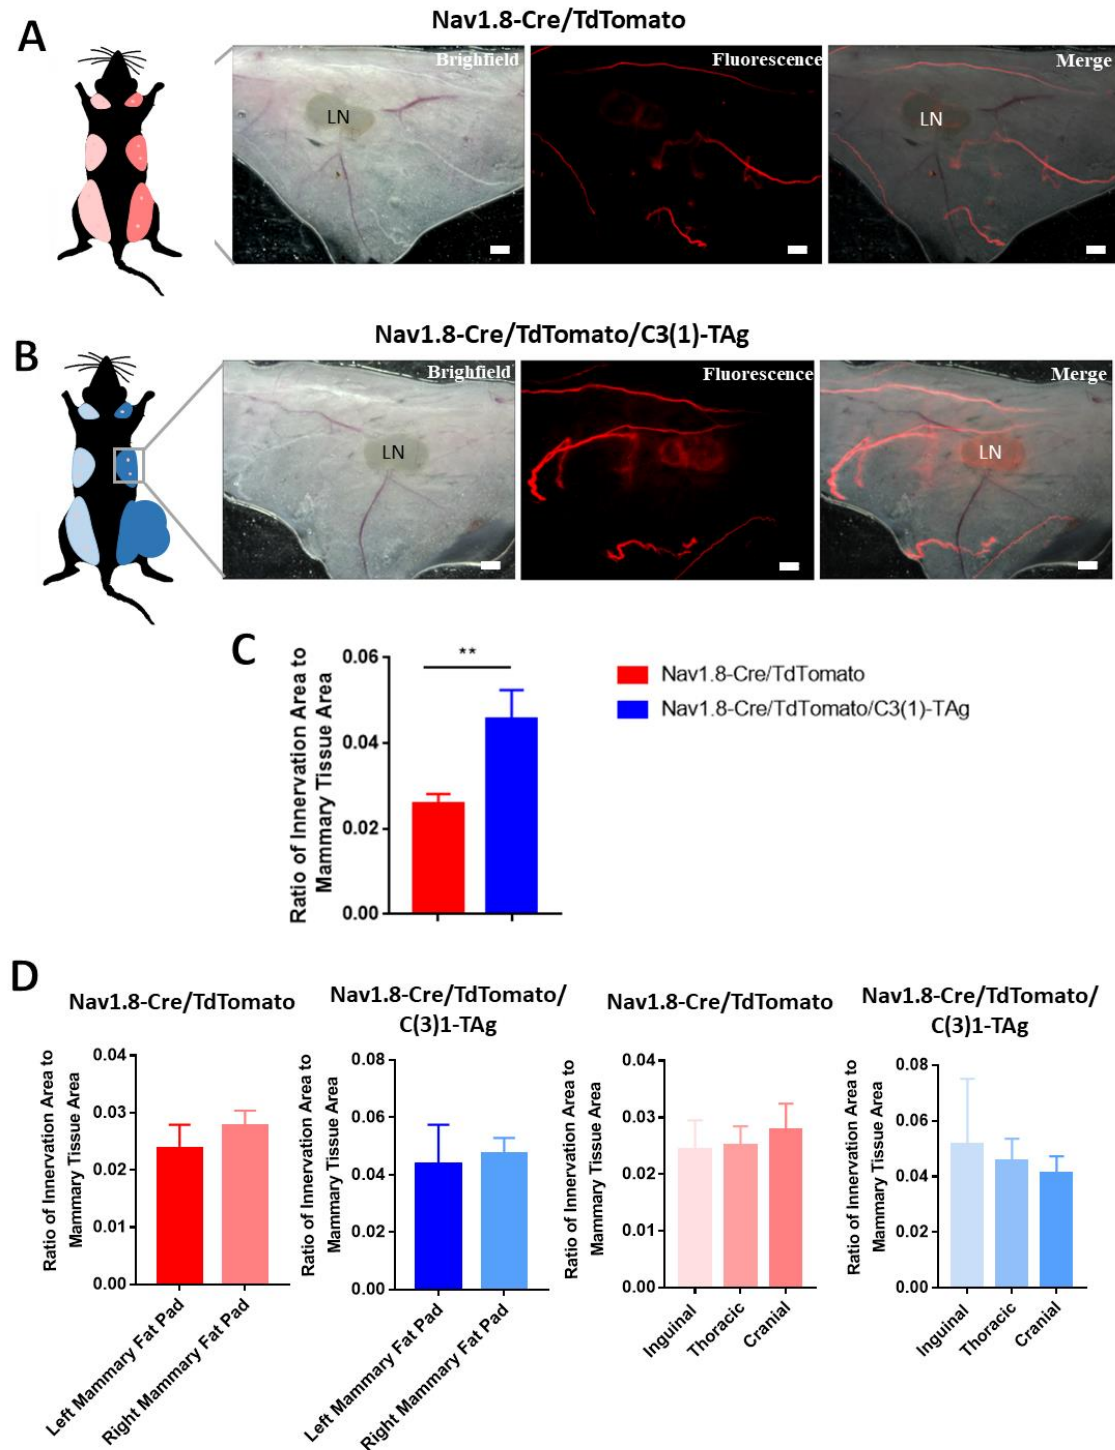 A
Nav1.8-Cre/TdTomato
Brighfield
Fluorescence
Merge
LN
LN
B
Nav1.8-Cre/TdTomato/C3(1)-TAg
Brighfield
Fluorescence
Merge
LN
LN
C
Ratio of Innervation Area to
Mammary Tissue Area
0.06
0.04
0.02
0.00
**
Nav1.8-Cre/TdTomato
Nav1.8-Cre/TdTomato/C3(1)-TAg
D
Nav1.8-Cre/TdTomato
Ratio of Innervation Area to
Mammary Tissue Area
0.04
0.03
0.02
0.01
0.00
Left Mammary Fat Pad
Right Mammary Fat Pad
Nav1.8-Cre/TdTomato/
C(3)1-TAg
Ratio of Innervation Area to
Mammary Tissue Area
0.08
0.06
0.04
0.02
0.00
Left Mammary Fat Pad
Right Mammary Fat Pad
Nav1.8-Cre/TdTomato
Ratio of Innervation Area to
Mammary Tissue Area
0.04
0.03
0.02
0.01
0.00
Inguinal
Thoracic
Cranial
Nav1.8-Cre/TdTomato/
C(3)1-TAg
Ratio of Innervation Area to
Mammary Tissue Area
0.08
0.06
0.04
0.02
0.00
Inguinal
Thoracic
Cranial